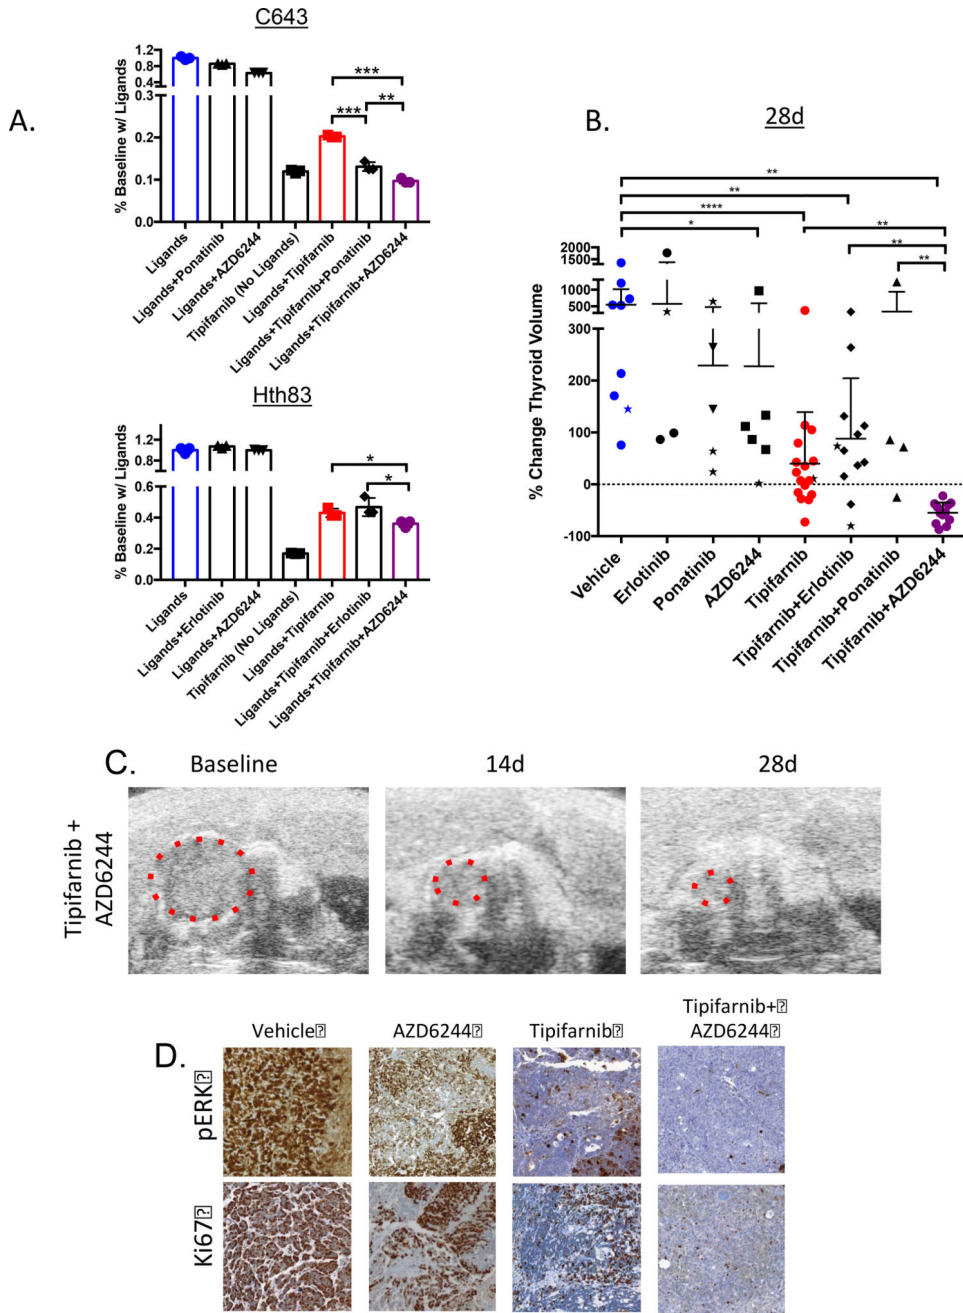 C643
A.
% Baseline w/ Ligands
1.2
0.8
0.4
0.3
0.2
0.1
0.0
***
***
**
Ligands
Ligands+Ponatinib
Ligands+AZD6244
Tipifarnib (No Ligands)
Ligands+Tipifarnib
Ligands+Tipifarnib+Ponatinib
Ligands+Tipifarnib+AZD6244
Hth83
% Baseline w/ Ligands
1.2
0.8
0.6
0.4
0.2
0.0
*
*
Ligands
Ligands+Erlotinib
Ligands+AZD6244
Tipifarnib (No Ligands)
Ligands+Tipifarnib
Ligands+Tipifarnib+Erlotinib
Ligands+Tipifarnib+AZD6244
B.
28d
% Change Thyroid Volume
2000
1500
1000
500
300
200
100
0
-100
**
**
****
**
*
**
**
Vehicle
Erlotinib
Ponatinib
AZD6244
Tipifarnib
Tipifarnib+Erlotinib
Tipifarnib+Ponatinib
Tipifarnib+AZD6244
C.
Baseline
14d
28d
Tipifarnib +
AZD6244
D.
Vehicle
AZD6244
Tipifarnib
Tipifarnib+
AZD6244
pERK
Ki67